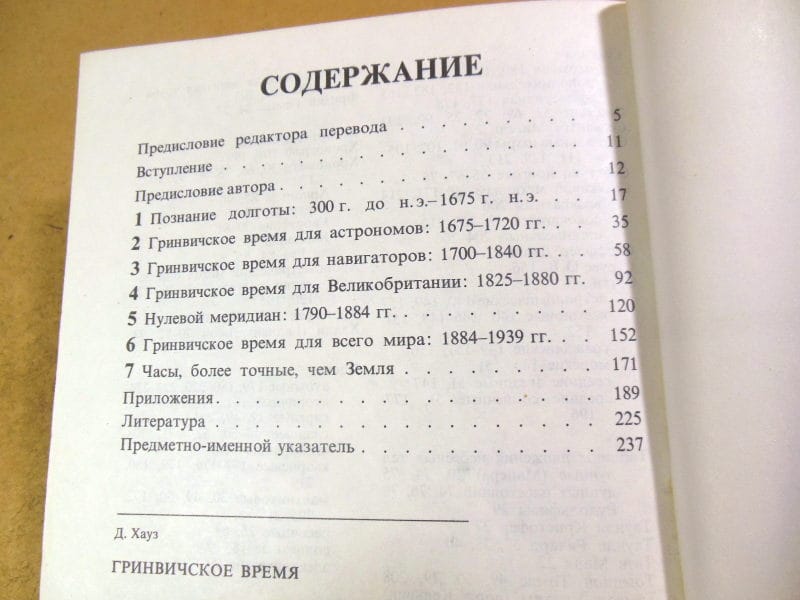 СОДЕРЖАНИЕ
Предисловие редактора перевода . . . . . . . . . 5
Вступление . . . . . . . . . . . . . . . . 11
Предисловие автора . . . . . . . . . . . . . 12
1 Познание долготы: 300 г. до н.э.–1675 г. н.э. . . 17
2 Гринвичское время для астрономов: 1675–1720 гг. . . 35
3 Гринвичское время для навигаторов: 1700–1840 гг. . . 58
4 Гринвичское время для Великобритании: 1825–1880 гг. 92
5 Нулевой меридиан: 1790–1884 гг. . . . . . . . . 120
6 Гринвичское время для всего мира: 1884–1939 гг. . . 152
7 Часы, более точные, чем Земля . . . . . . . . . 171
Приложения . . . . . . . . . . . . . . . . 189
Литература . . . . . . . . . . . . . . . . 225
Предметно-именной указатель . . . . . . . . . . 237
Д. Хауз
ГРИНВИЧСКОЕ ВРЕМЯ